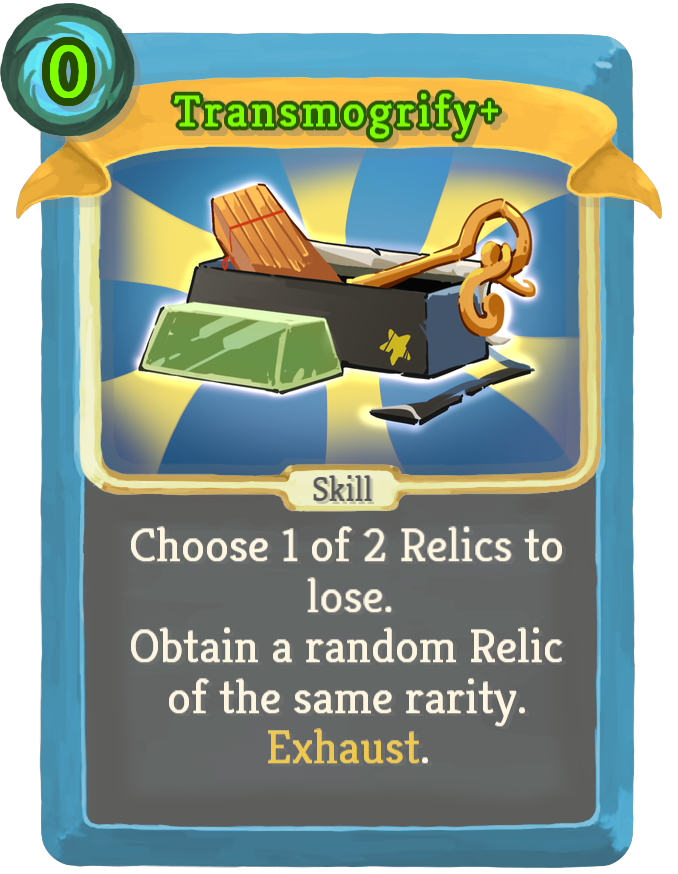 0
Transmogrify+
Skill
Choose 1 of 2 Relics to
lose.
Obtain a random Relic
of the same rarity.
Exhaust.